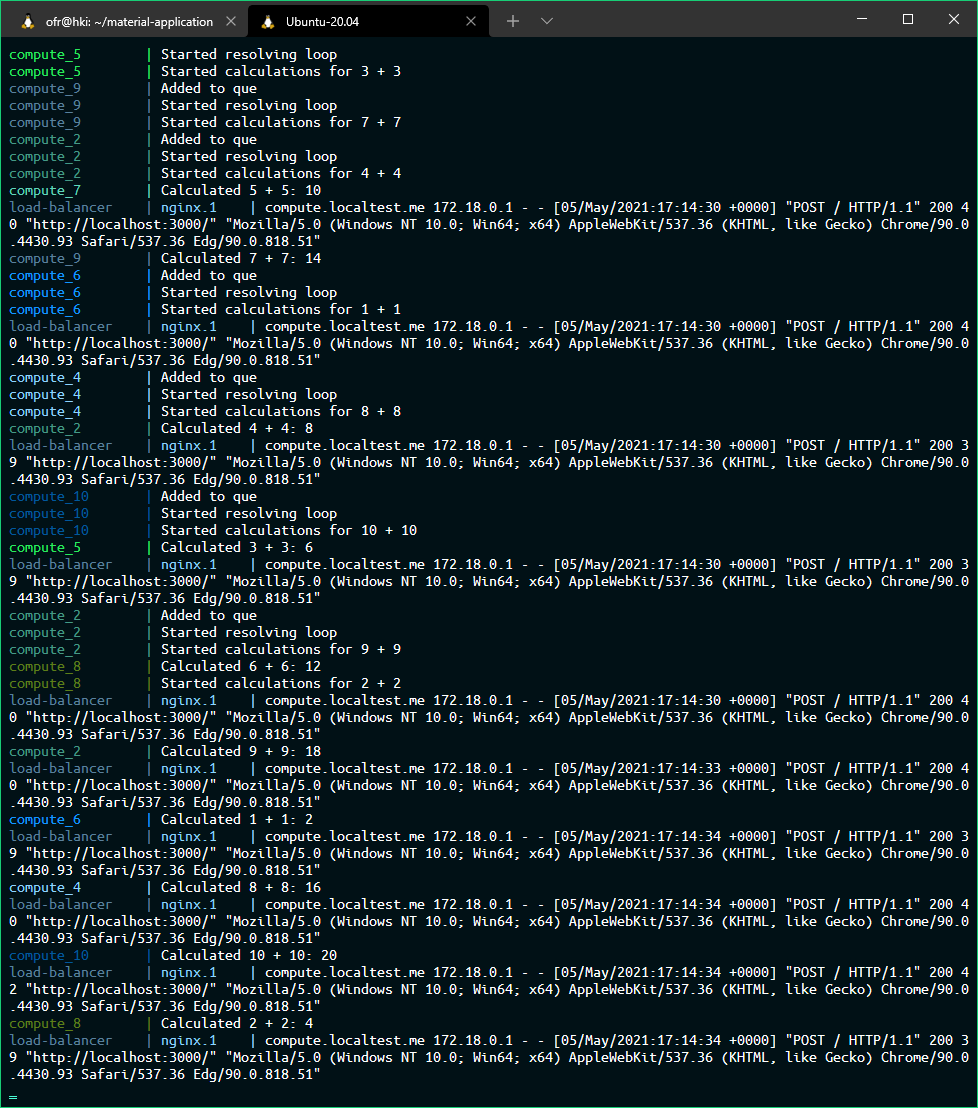 ofr@hki: ~/material-application
Ubuntu-20.04
compute_5 | Started resolving loop
compute_5 | Started calculations for 3 + 3
compute_9 | Added to que
compute_9 | Started resolving loop
compute_9 | Started calculations for 7 + 7
compute_2 | Added to que
compute_2 | Started resolving loop
compute_2 | Started calculations for 4 + 4
compute_7 | Calculated 5 + 5: 10
load-balancer | nginx.1 | compute.localtest.me 172.18.0.1 - - [05/May/2021:17:14:30 +0000] "POST / HTTP/1.1" 200 4
0 "http://localhost:3000/" "Mozilla/5.0 (Windows NT 10.0; Win64; x64) AppleWebKit/537.36 (KHTML, like Gecko) Chrome/90.0
.4430.93 Safari/537.36 Edg/90.0.818.51"
compute_9 | Calculated 7 + 7: 14
compute_6 | Added to que
compute_6 | Started resolving loop
compute_6 | Started calculations for 1 + 1
load-balancer | nginx.1 | compute.localtest.me 172.18.0.1 - - [05/May/2021:17:14:30 +0000] "POST / HTTP/1.1" 200 4
0 "http://localhost:3000/" "Mozilla/5.0 (Windows NT 10.0; Win64; x64) AppleWebKit/537.36 (KHTML, like Gecko) Chrome/90.0
.4430.93 Safari/537.36 Edg/90.0.818.51"
compute_4 | Added to que
compute_4 | Started resolving loop
compute_4 | Started calculations for 8 + 8
compute_2 | Calculated 4 + 4: 8
load-balancer | nginx.1 | compute.localtest.me 172.18.0.1 - - [05/May/2021:17:14:30 +0000] "POST / HTTP/1.1" 200 3
9 "http://localhost:3000/" "Mozilla/5.0 (Windows NT 10.0; Win64; x64) AppleWebKit/537.36 (KHTML, like Gecko) Chrome/90.0
.4430.93 Safari/537.36 Edg/90.0.818.51"
compute_10 | Added to que
compute_10 | Started resolving loop
compute_10 | Started calculations for 10 + 10
compute_5 | Calculated 3 + 3: 6
load-balancer | nginx.1 | compute.localtest.me 172.18.0.1 - - [05/May/2021:17:14:30 +0000] "POST / HTTP/1.1" 200 3
9 "http://localhost:3000/" "Mozilla/5.0 (Windows NT 10.0; Win64; x64) AppleWebKit/537.36 (KHTML, like Gecko) Chrome/90.0
.4430.93 Safari/537.36 Edg/90.0.818.51"
compute_2 | Added to que
compute_2 | Started resolving loop
compute_2 | Started calculations for 9 + 9
compute_8 | Calculated 6 + 6: 12
compute_8 | Started calculations for 2 + 2
load-balancer | nginx.1 | compute.localtest.me 172.18.0.1 - - [05/May/2021:17:14:30 +0000] "POST / HTTP/1.1" 200 4
0 "http://localhost:3000/" "Mozilla/5.0 (Windows NT 10.0; Win64; x64) AppleWebKit/537.36 (KHTML, like Gecko) Chrome/90.0
.4430.93 Safari/537.36 Edg/90.0.818.51"
compute_2 | Calculated 9 + 9: 18
load-balancer | nginx.1 | compute.localtest.me 172.18.0.1 - - [05/May/2021:17:14:33 +0000] "POST / HTTP/1.1" 200 4
0 "http://localhost:3000/" "Mozilla/5.0 (Windows NT 10.0; Win64; x64) AppleWebKit/537.36 (KHTML, like Gecko) Chrome/90.0
.4430.93 Safari/537.36 Edg/90.0.818.51"
compute_6 | Calculated 1 + 1: 2
load-balancer | nginx.1 | compute.localtest.me 172.18.0.1 - - [05/May/2021:17:14:34 +0000] "POST / HTTP/1.1" 200 3
9 "http://localhost:3000/" "Mozilla/5.0 (Windows NT 10.0; Win64; x64) AppleWebKit/537.36 (KHTML, like Gecko) Chrome/90.0
.4430.93 Safari/537.36 Edg/90.0.818.51"
compute_4 | Calculated 8 + 8: 16
load-balancer | nginx.1 | compute.localtest.me 172.18.0.1 - - [05/May/2021:17:14:34 +0000] "POST / HTTP/1.1" 200 4
0 "http://localhost:3000/" "Mozilla/5.0 (Windows NT 10.0; Win64; x64) AppleWebKit/537.36 (KHTML, like Gecko) Chrome/90.0
.4430.93 Safari/537.36 Edg/90.0.818.51"
compute_10 | Calculated 10 + 10: 20
load-balancer | nginx.1 | compute.localtest.me 172.18.0.1 - - [05/May/2021:17:14:34 +0000] "POST / HTTP/1.1" 200 4
2 "http://localhost:3000/" "Mozilla/5.0 (Windows NT 10.0; Win64; x64) AppleWebKit/537.36 (KHTML, like Gecko) Chrome/90.0
.4430.93 Safari/537.36 Edg/90.0.818.51"
compute_8 | Calculated 2 + 2: 4
load-balancer | nginx.1 | compute.localtest.me 172.18.0.1 - - [05/May/2021:17:14:34 +0000] "POST / HTTP/1.1" 200 3
9 "http://localhost:3000/" "Mozilla/5.0 (Windows NT 10.0; Win64; x64) AppleWebKit/537.36 (KHTML, like Gecko) Chrome/90.0
.4430.93 Safari/537.36 Edg/90.0.818.51"